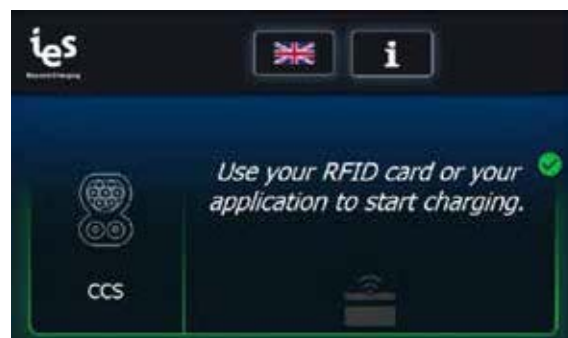 ies
i
Use your RFID card or your
application to start charging.
CCS